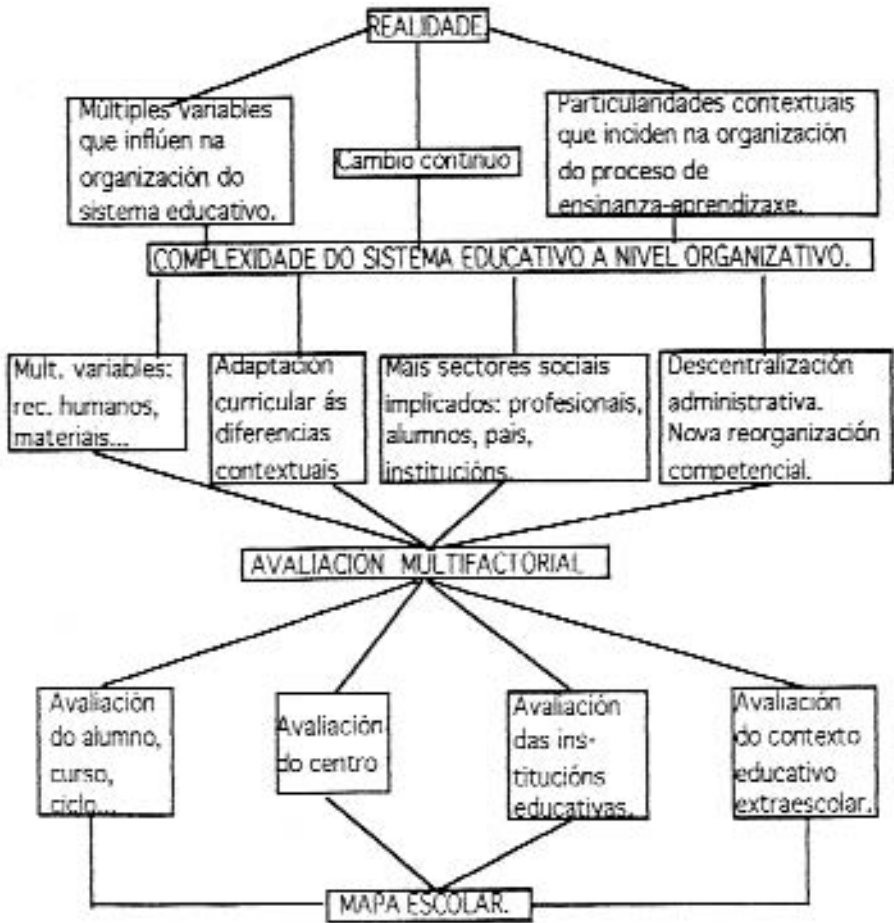 REALIDADE.
Múltiples variables
que inflúen na
organización do
sistema educativo.
Cambio continuo
Particularidades contextuais
que inciden na organización
do proceso de
ensinanza-aprendizaxe.
COMPLEXIDADE DO SISTEMA EDUCATIVO A NIVEL ORGANIZATIVO.
Mult. variables:
rec. humanos,
materiais...
Adaptación
curricular ás
diferencias
contextuais
Mais sectores sociais
implicados: profesionais,
alumnos, pais,
institucións.
Descentralización
administrativa.
Nova reorganización
competencial.
AVALIACIÓN MULTIFACTORIAL
Avaliación
do alumno,
curso,
ciclo...
Avaliación
do centro
Avaliación
das ins-
titucións
educativas.
Avaliación
do contexto
educativo
extraescolar.
MAPA ESCOLAR.